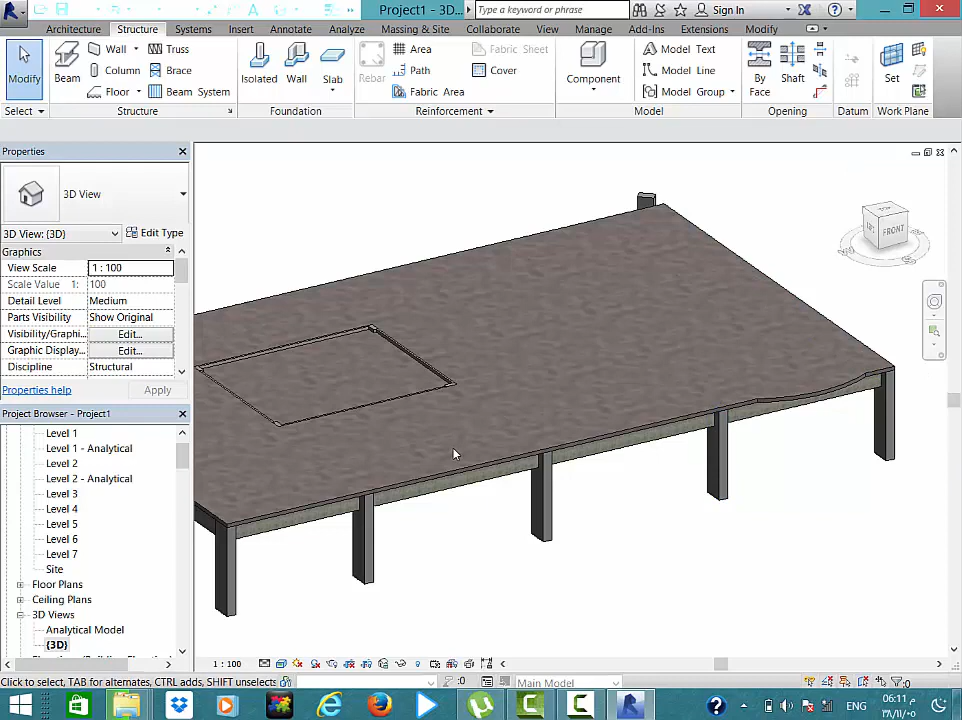 Project1 - 3D...
Type a keyword or phrase
Sign In
Architecture Structure Systems Insert Annotate Analyze Massing & Site Collaborate View Manage Add-Ins Extensions Modify
Modify
Beam
Wall
Column
Floor
Truss
Brace
Beam System
Isolated
Wall
Slab
Rebar
Area
Path
Fabric Area
Fabric Sheet
Cover
Component
Model Text
Model Line
Model Group
By
Face
Shaft
Set
Select
Structure
Foundation
Reinforcement
Model
Opening
Datum
Work Plane
Properties
3D View
3D View: {3D}
Edit Type
Graphics
View Scale 1 : 100
Scale Value 1: 100
Detail Level Medium
Parts Visibility Show Original
Visibility/Graphi... Edit...
Graphic Display... Edit...
Discipline Structural
Properties help
Apply
Project Browser - Project1
Level 1
Level 1 - Analytical
Level 2
Level 2 - Analytical
Level 3
Level 4
Level 5
Level 6
Level 7
Site
Floor Plans
Ceiling Plans
3D Views
Analytical Model
{3D}
FRONT
1 : 100
Click to select, TAB for alternates, CTRL adds, SHIFT unselects
:0
Main Model
:0
ENG
06:11 م